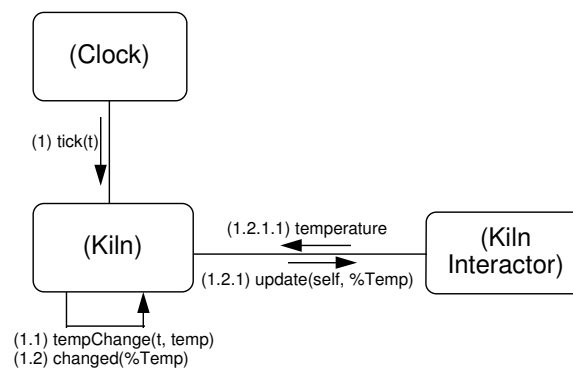 (Clock)
(1) tick(t)
(Kiln)
(1.2.1.1) temperature
(1.2.1) update(self, %Temp)
(Kiln
Interactor)
(1.1) tempChange(t, temp)
(1.2) changed(%Temp)